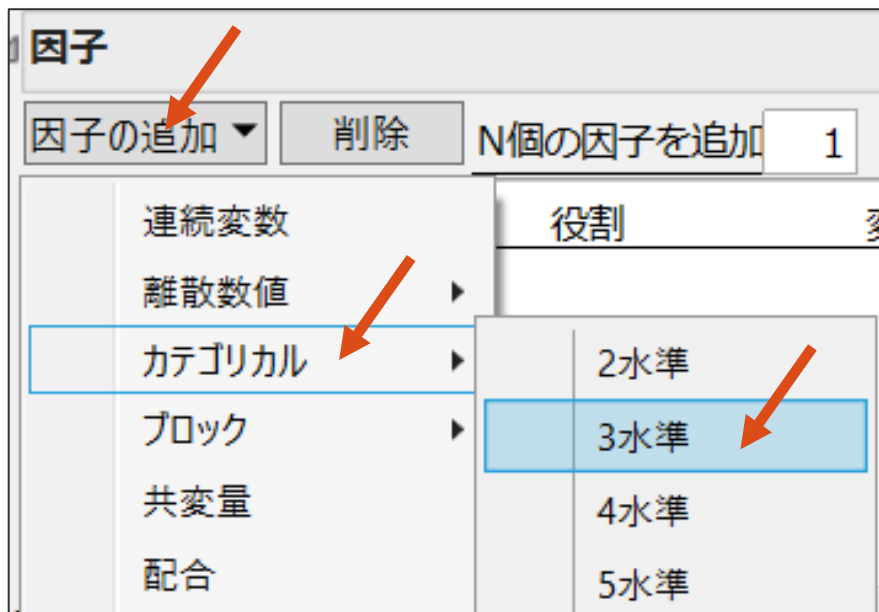 因子
因子の追加 削除 N個の因子を追加 1
連続変数 役割
離散数値
カテゴリカル 2水準
ブロック 3水準
共変量 4水準
配合 5水準